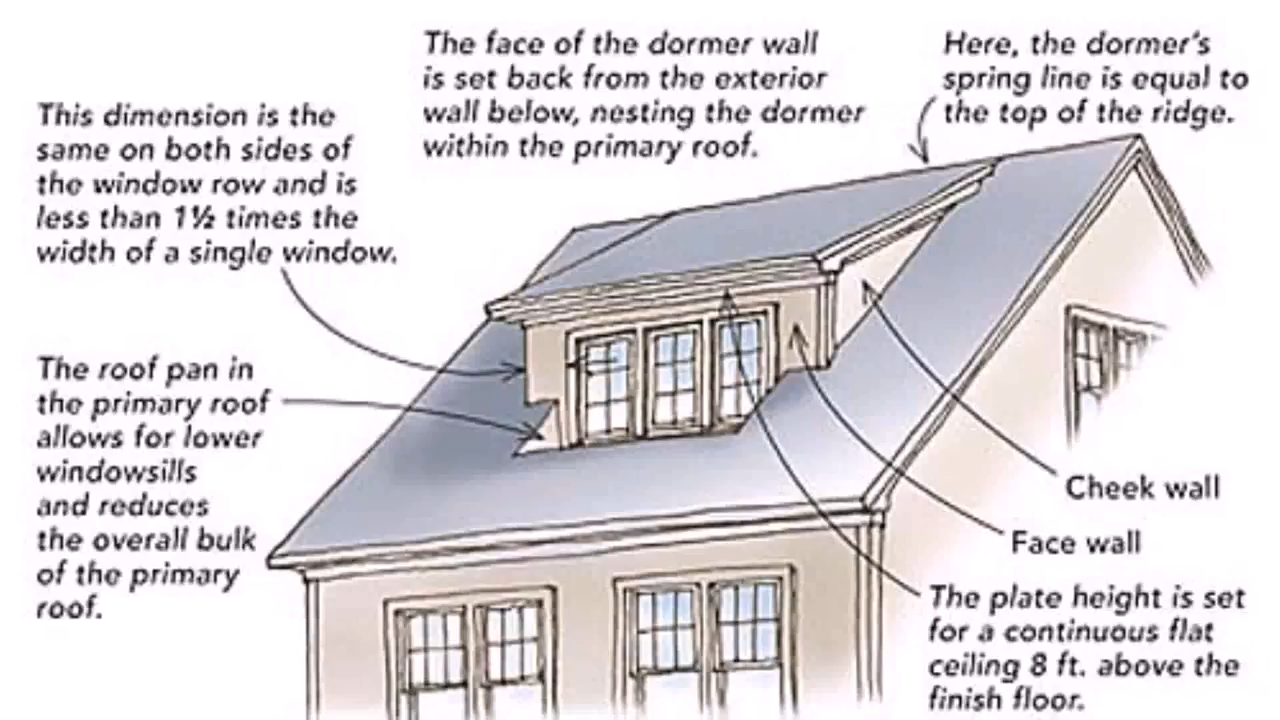 This dimension is the
same on both sides of
the window row and is
less than 1½ times the
width of a single window.
The face of the dormer wall
is set back from the exterior
wall below, nesting the dormer
within the primary roof.
Here, the dormer's
spring line is equal to
the top of the ridge.
The roof pan in
the primary roof
allows for lower
windowsills
and reduces
the overall bulk
of the primary
roof.
Cheek wall
Face wall
The plate height is set
for a continuous flat
ceiling 8 ft. above the
finish floor.